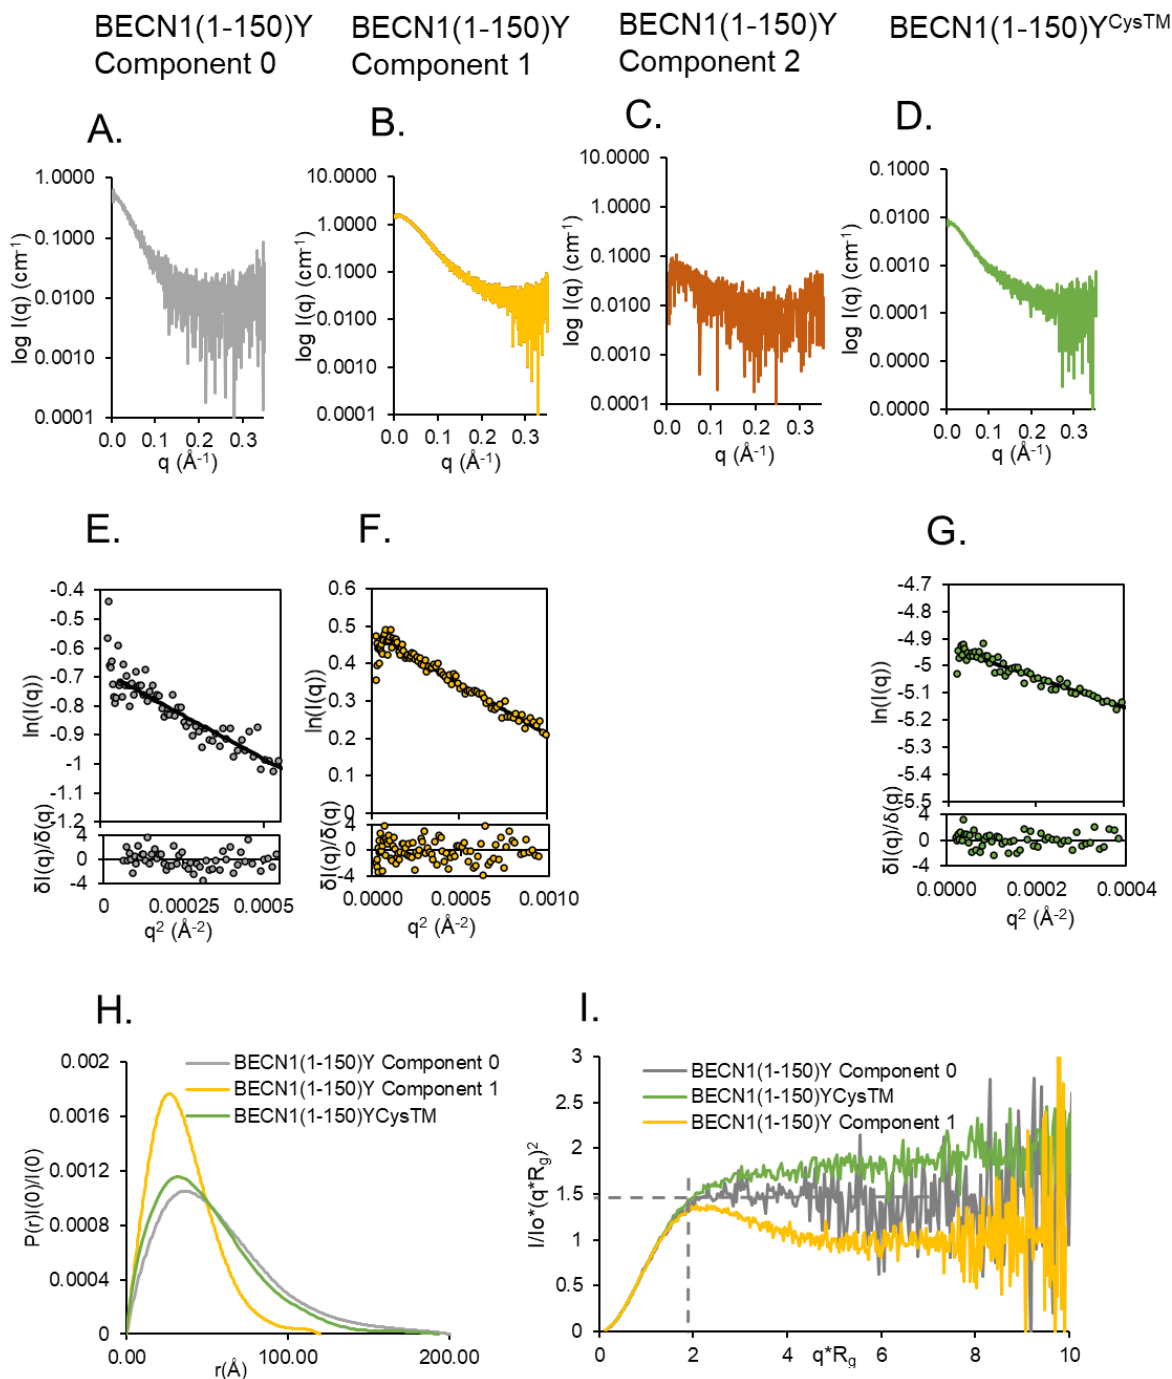 BECN1(1-150)Y
Component 0
BECN1(1-150)Y
Component 1
BECN1(1-150)Y
Component 2
BECN1(1-150)Y^CysTM
A.
1.0000
0.1000
0.0100
0.0010
0.0001
log I(q) (cm⁻¹)
0.0 0.1 0.2 0.3
q (Å⁻¹)
B.
10.0000
1.0000
0.1000
0.0100
0.0010
0.0001
log I(q) (cm⁻¹)
0.0 0.1 0.2 0.3
q (Å⁻¹)
C.
10.0000
1.0000
0.1000
0.0100
0.0010
0.0001
log I(q) (cm⁻¹)
0.0 0.1 0.2 0.3
q (Å⁻¹)
D.
0.1000
0.0100
0.0010
0.0001
0.0000
0.0000
log I(q) (cm⁻¹)
0.0 0.1 0.2 0.3
q (Å⁻¹)
E.
-0.4
-0.5
-0.6
-0.7
-0.8
-0.9
-1
-1.1
-1.2
ln(I(q))
4
0
-4
δI(q)/δ(q)
0 0.00025 0.0005
q² (Å⁻²)
F.
0.6
0.5
0.4
0.3
0.2
0.1
0
ln(I(q))
4
0
-4
δI(q)/δ(q)
0.0000 0.0005 0.0010
q² (Å⁻²)
G.
-4.7
-4.8
-4.9
-5
-5.1
-5.2
-5.3
-5.4
-5.5
ln(I(q))
4
0
-4
δI(q)/δ(q)
0.0000 0.0002 0.0004
q² (Å⁻²)
H.
0.002
0.0016
0.0012
0.0008
0.0004
0
P(r)I(0)/I(0)
BECN1(1-150)Y Component 0
BECN1(1-150)Y Component 1
BECN1(1-150)YCysTM
0.00 100.00 200.00
r(Å)
I.
3
2.5
2
1.5
1
0.5
0
I/Io*(q*Rg)²
BECN1(1-150)Y Component 0
BECN1(1-150)YCysTM
BECN1(1-150)Y Component 1
0 2 4 6 8 10
q*Rg